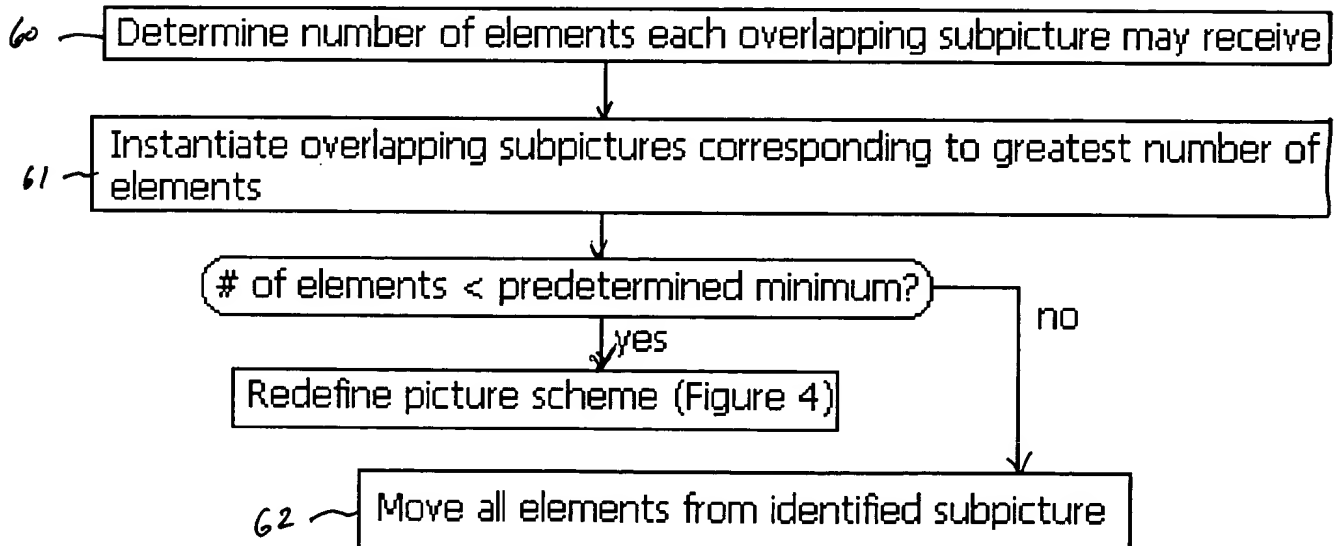 60 Determine number of elements each overlapping subpicture may receive
Instantiate overlapping subpictures corresponding to greatest number of
61 elements
# of elements < predetermined minimum?
no
yes
Redefine picture scheme (Figure 4)
62 Move all elements from identified subpicture